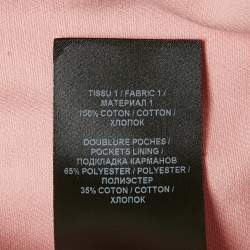 TISSU 1 / FABRIC 1 /
МАТЕРИАЛ 1
100% COTON / COTTON /
ХЛОПОК
DOUBLURE POCHES /
POCKETS LINING /
ПОДКЛАДКА КАРМАНОВ
65% POLYESTER / POLYESTER /
ПОЛИЭСТЕР
35% COTON / COTTON /
ХЛОПОК